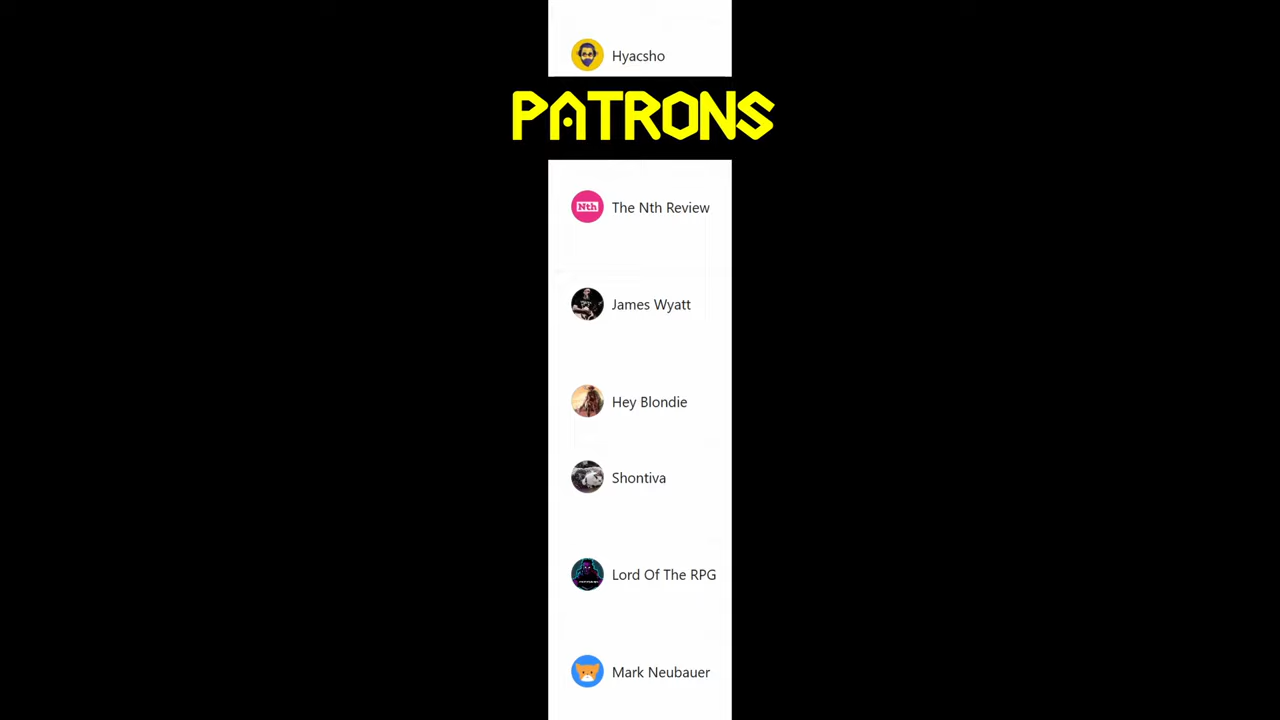 Hyacsho
PATRONS
Nth
The Nth Review
James Wyatt
Hey Blondie
Shontiva
Lord Of The RPG
Mark Neubauer